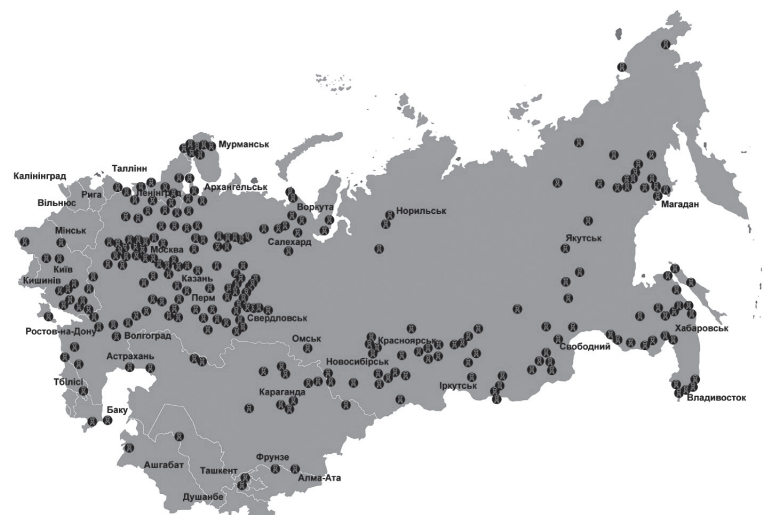 Мурманськ
Таллінн
Калінінград
Рига
Ленінград
Архангельськ
Вільнюс
Воркута
Норильськ
Магадан
Мінськ
Москва
Салехард
Якутськ
Київ
Казань
Кишинів
Перм
Свердловськ
Ростов-на-Дону
Волгоград
Омськ
Красноярськ
Свободний
Хабаровськ
Астрахань
Новосибірськ
Тбілісі
Караганда
Іркутськ
Владивосток
Баку
Ашгабат
Ташкент
Фрунзе
Алма-Ата
Душанбе